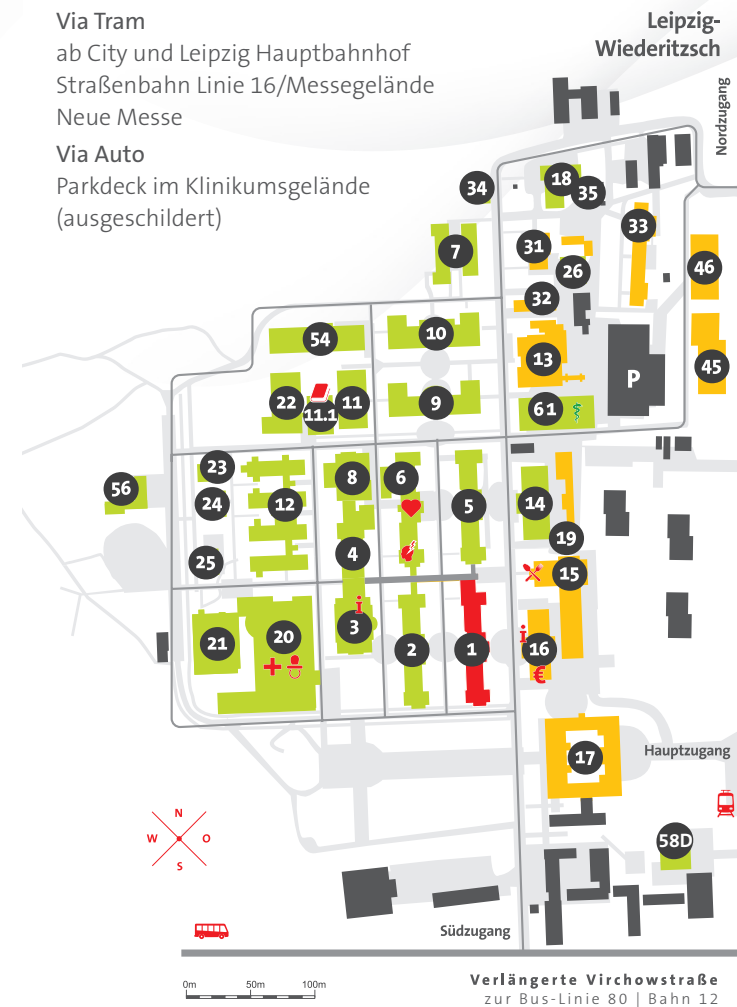 Via Tram
ab City und Leipzig Hauptbahnhof
Straßenbahn Linie 16/Messegelände
Neue Messe
Via Auto
Parkdeck im Klinikumsgelände
(ausgeschildert)
Leipzig-
Wiederitzsch
Nordzugang
18
34
35
33
7
31
46
26
32
10
54
13
45
P
22
11.1
11
9
61
23
8
6
56
24
12
5
14
4
19
25
15
i
3
i
21
20
2
1
16
€
Hauptzugang
17
N
W
O
S
58D
Südzugang
0m
50m
100m
Verlängerte Virchowstraße
zur Bus-Linie 80 | Bahn 12